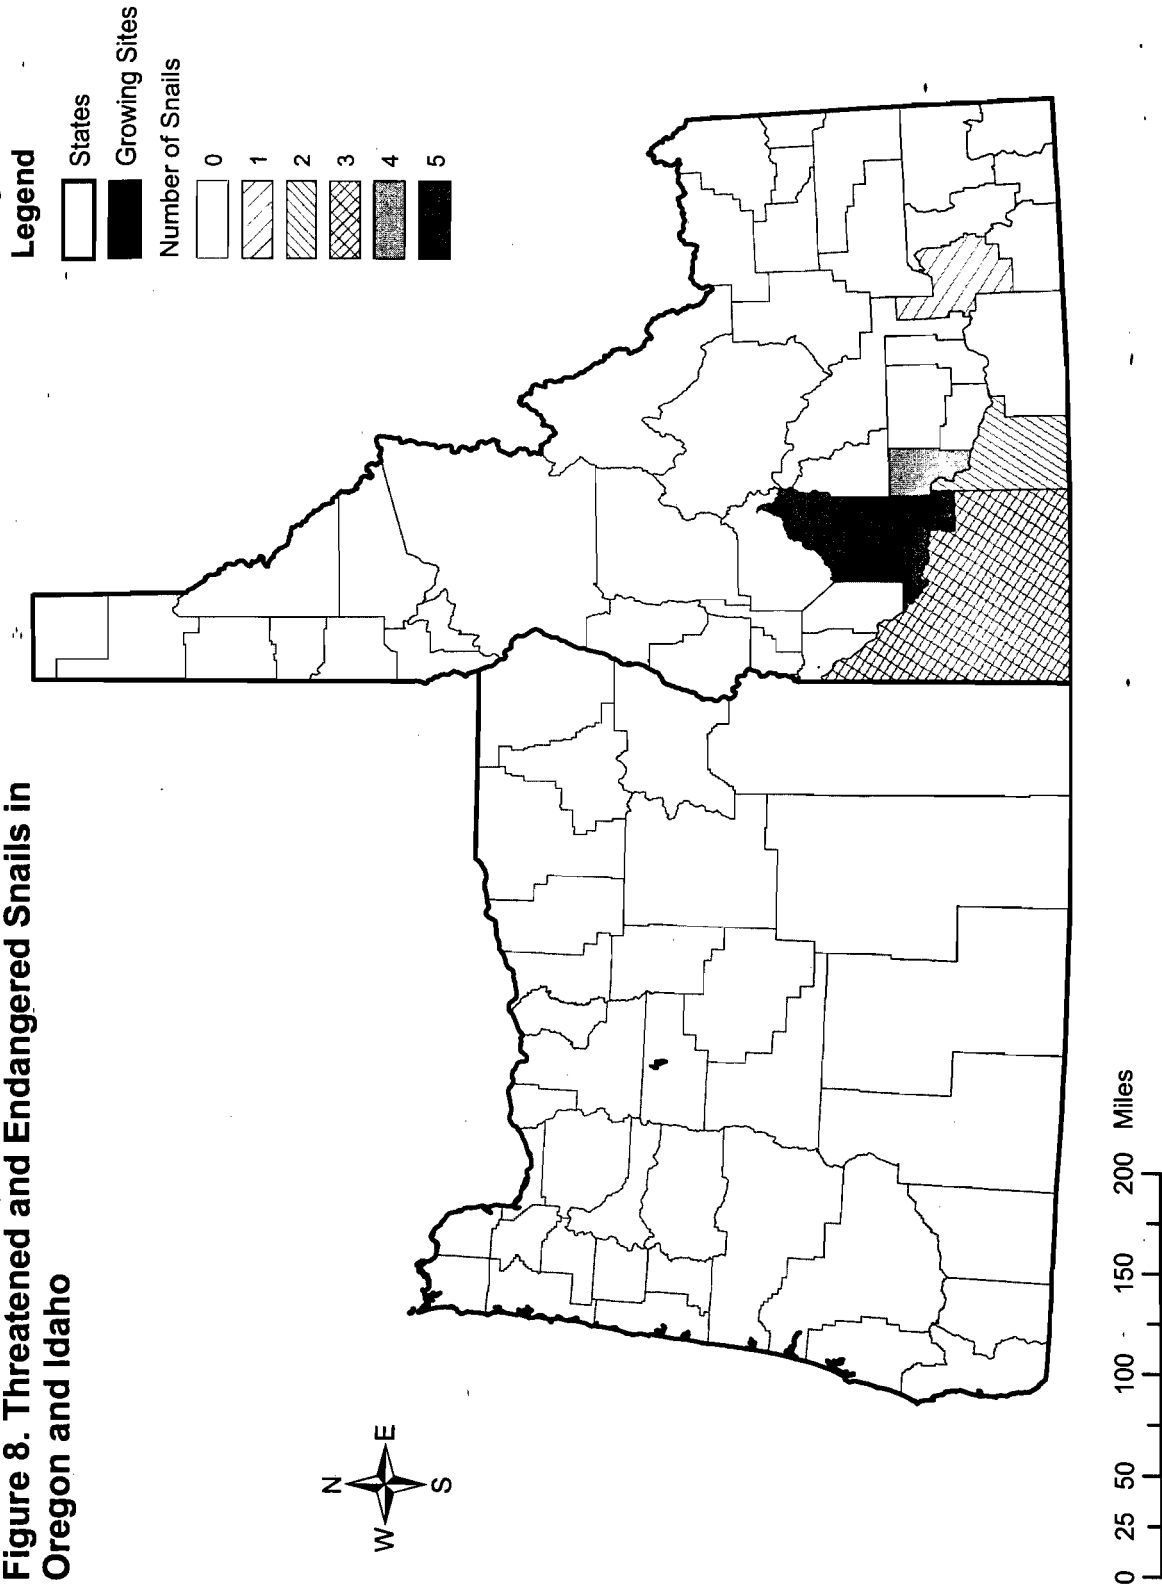 Figure 8. Threatened and Endangered Snails in
Oregon and Idaho
Legend
States
Growing Sites
Number of Snails
0
1
2
3
4
5
N
W E
S
0 25 50 100 150 200 Miles